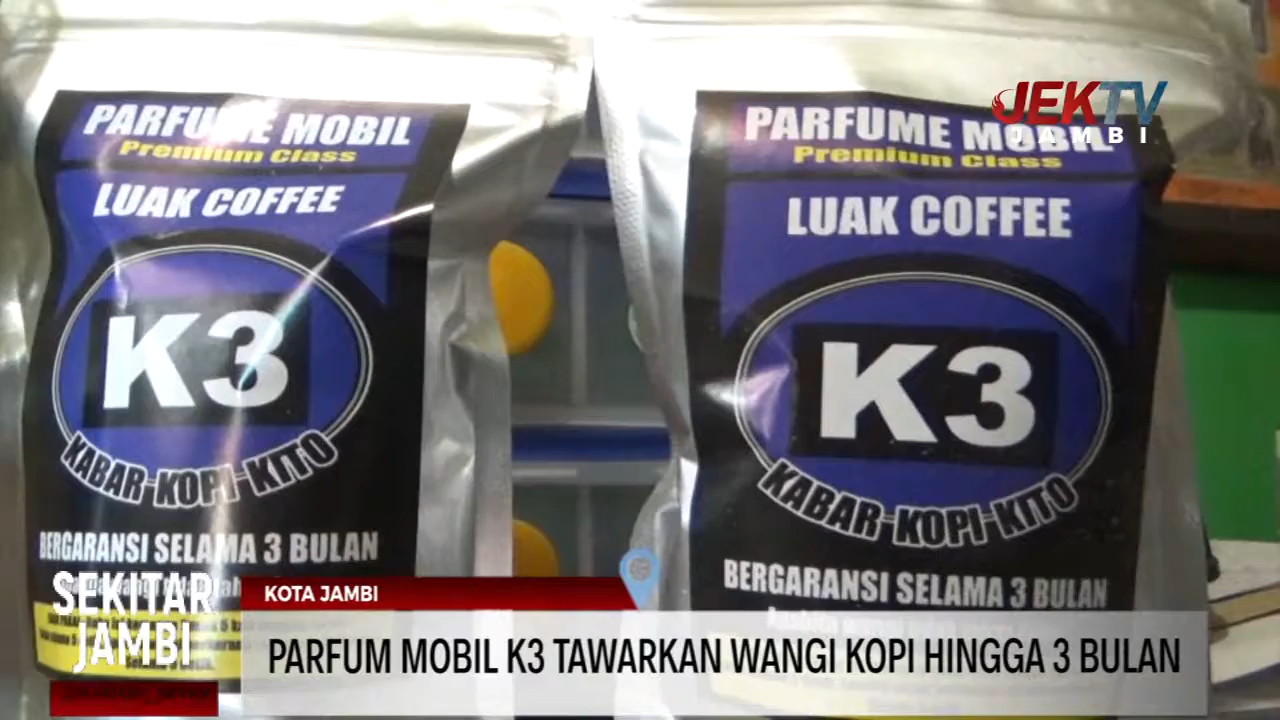 PARFUME MOBIL
Premium Class
LUAK COFFEE
K3
KABAR-KOPI-KITO
BERGARANSI SELAMA 3 BULAN
PARFUME MOBIL
Premium Class
LUAK COFFEE
K3
KABAR-KOPI-KITO
BERGARANSI SELAMA 3 BULAN
JEKTV
JAMBI
SEKITAR
JAMBI
KOTA JAMBI
PARFUM MOBIL K3 TAWARKAN WANGI KOPI HINGGA 3 BULAN